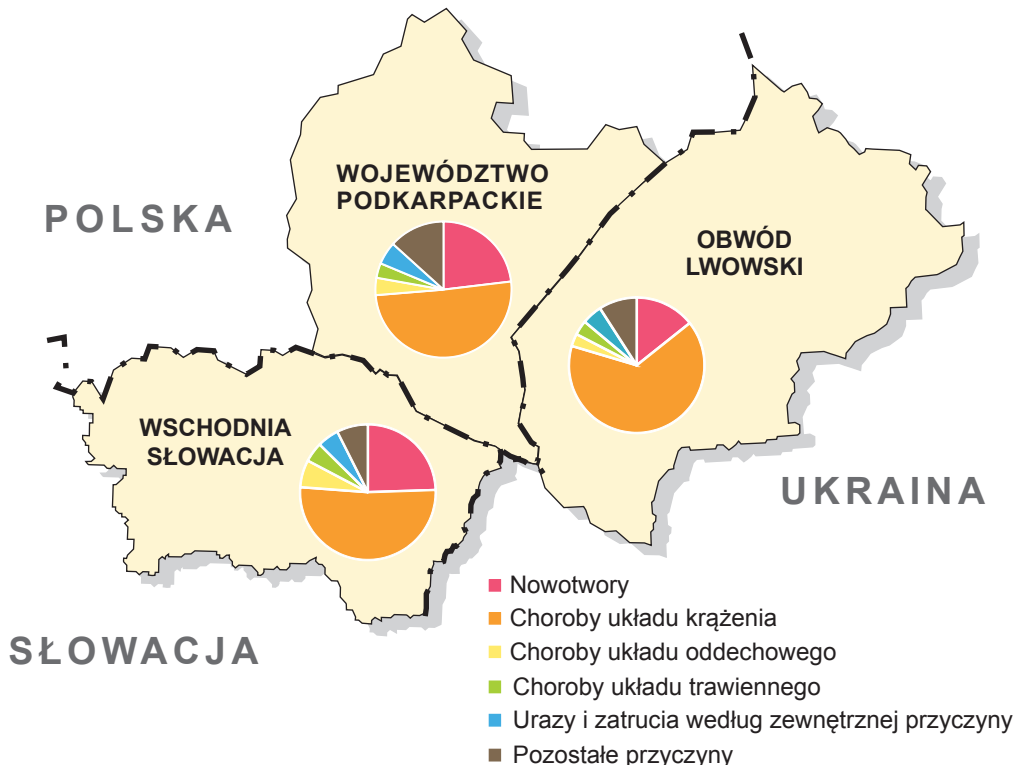 WOJEWÓDZTWO
PODKARPACKIE
POLSKA
OBWÓD
LWOWSKI
WSCHODNIA
SŁOWACJA
UKRAINA
SŁOWACJA
Nowotwory
Choroby układu krążenia
Choroby układu oddechowego
Choroby układu trawiennego
Urazy i zatrucia według zewnętrznej przyczyny
Pozostałe przyczyny